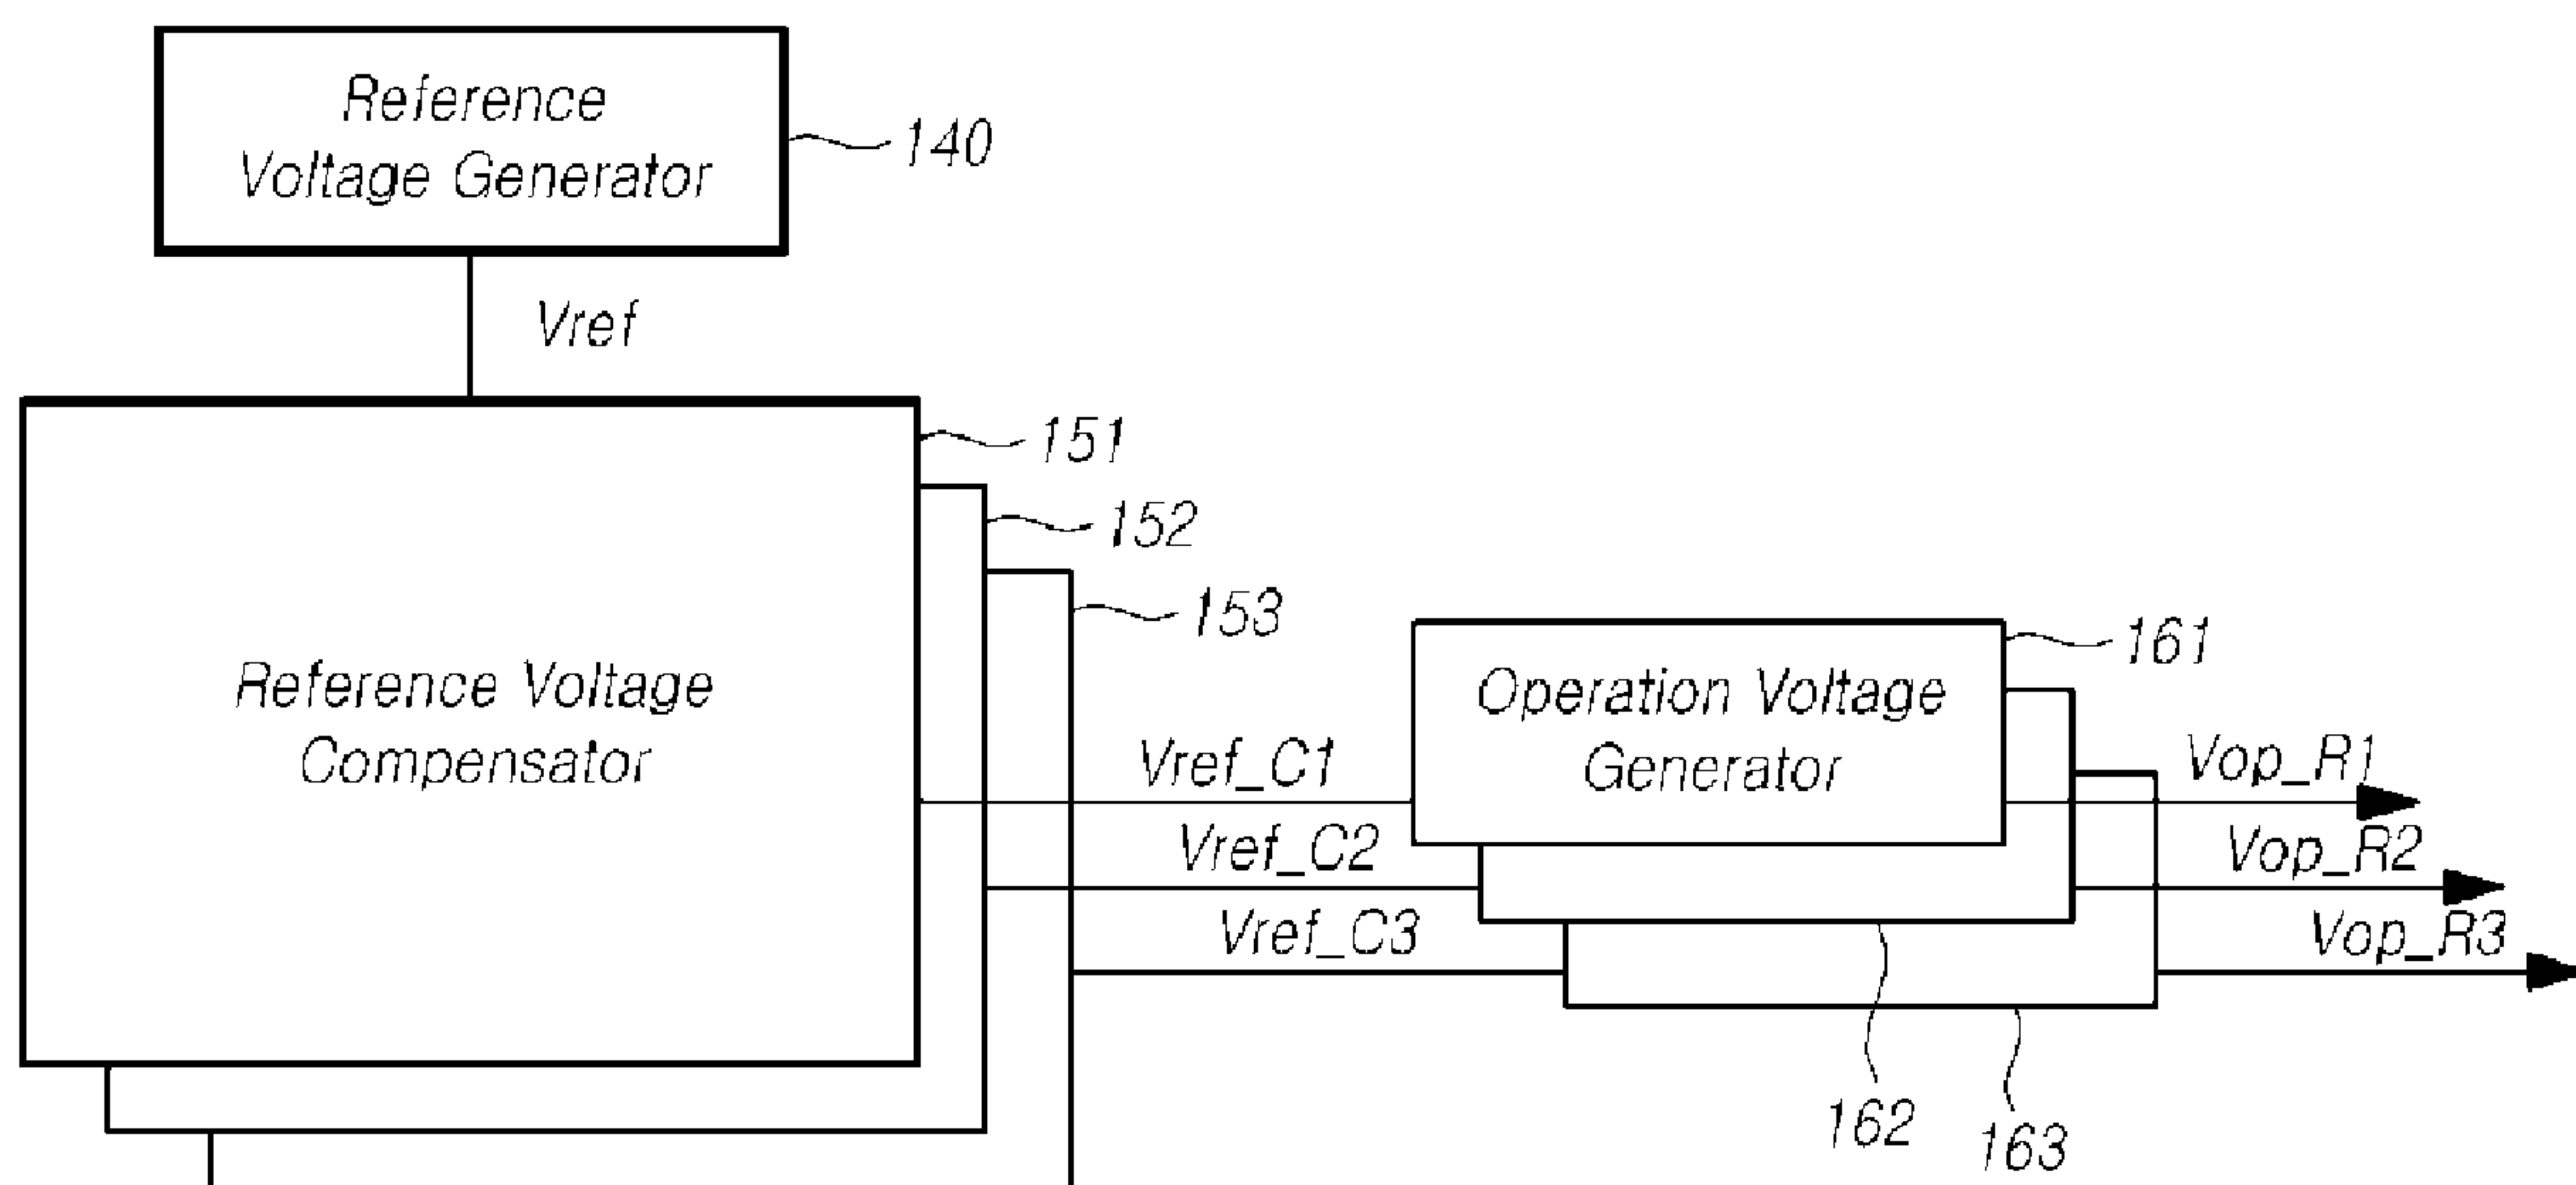 Reference
Voltage Generator
140
Vref
151
152
153
Reference Voltage
Compensator
161
Operation Voltage
Generator
Vref_C1
Vref_C2
Vref_C3
Vop_R1
Vop_R2
Vop_R3
162
163